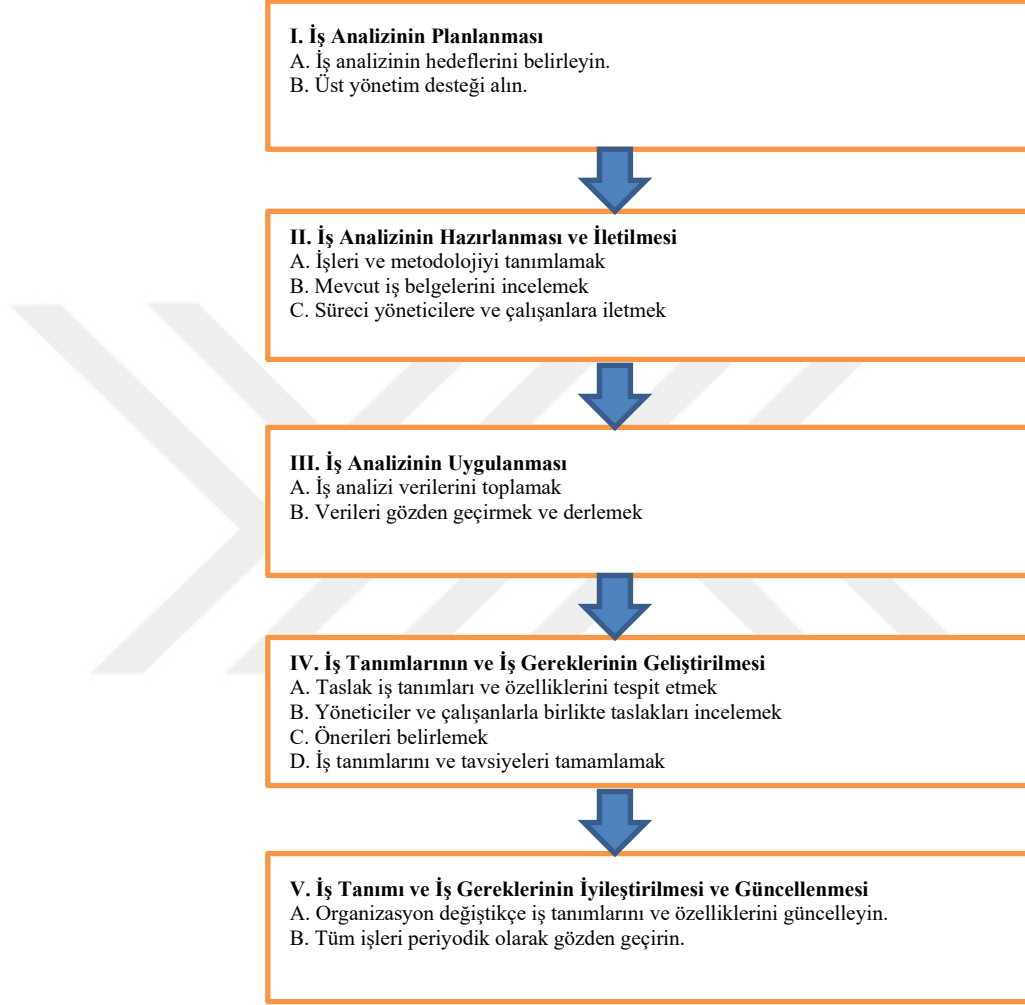 I. İş Analizinin Planlanması
A. İş analizinin hedeflerini belirleyin.
B. Üst yönetim desteği alın.
II. İş Analizinin Hazırlanması ve İletilmesi
A. İşleri ve metodolojiyi tanımlamak
B. Mevcut iş belgelerini incelemek
C. Süreci yöneticilere ve çalışanlara iletmek
III. İş Analizinin Uygulanması
A. İş analizi verilerini toplamak
B. Verileri gözden geçirmek ve derlemek
IV. İş Tanımlarının ve İş Gereklerinin Geliştirilmesi
A. Taslak iş tanımları ve özelliklerini tespit etmek
B. Yöneticiler ve çalışanlarla birlikte taslakları incelemek
C. Önerileri belirlemek
D. İş tanımlarını ve tavsiyeleri tamamlamak
V. İş Tanımı ve İş Gereklerinin İyileştirilmesi ve Güncellenmesi
A. Organizasyon değiştikçe iş tanımlarını ve özelliklerini güncelleyin.
B. Tüm işleri periyodik olarak gözden geçirin.